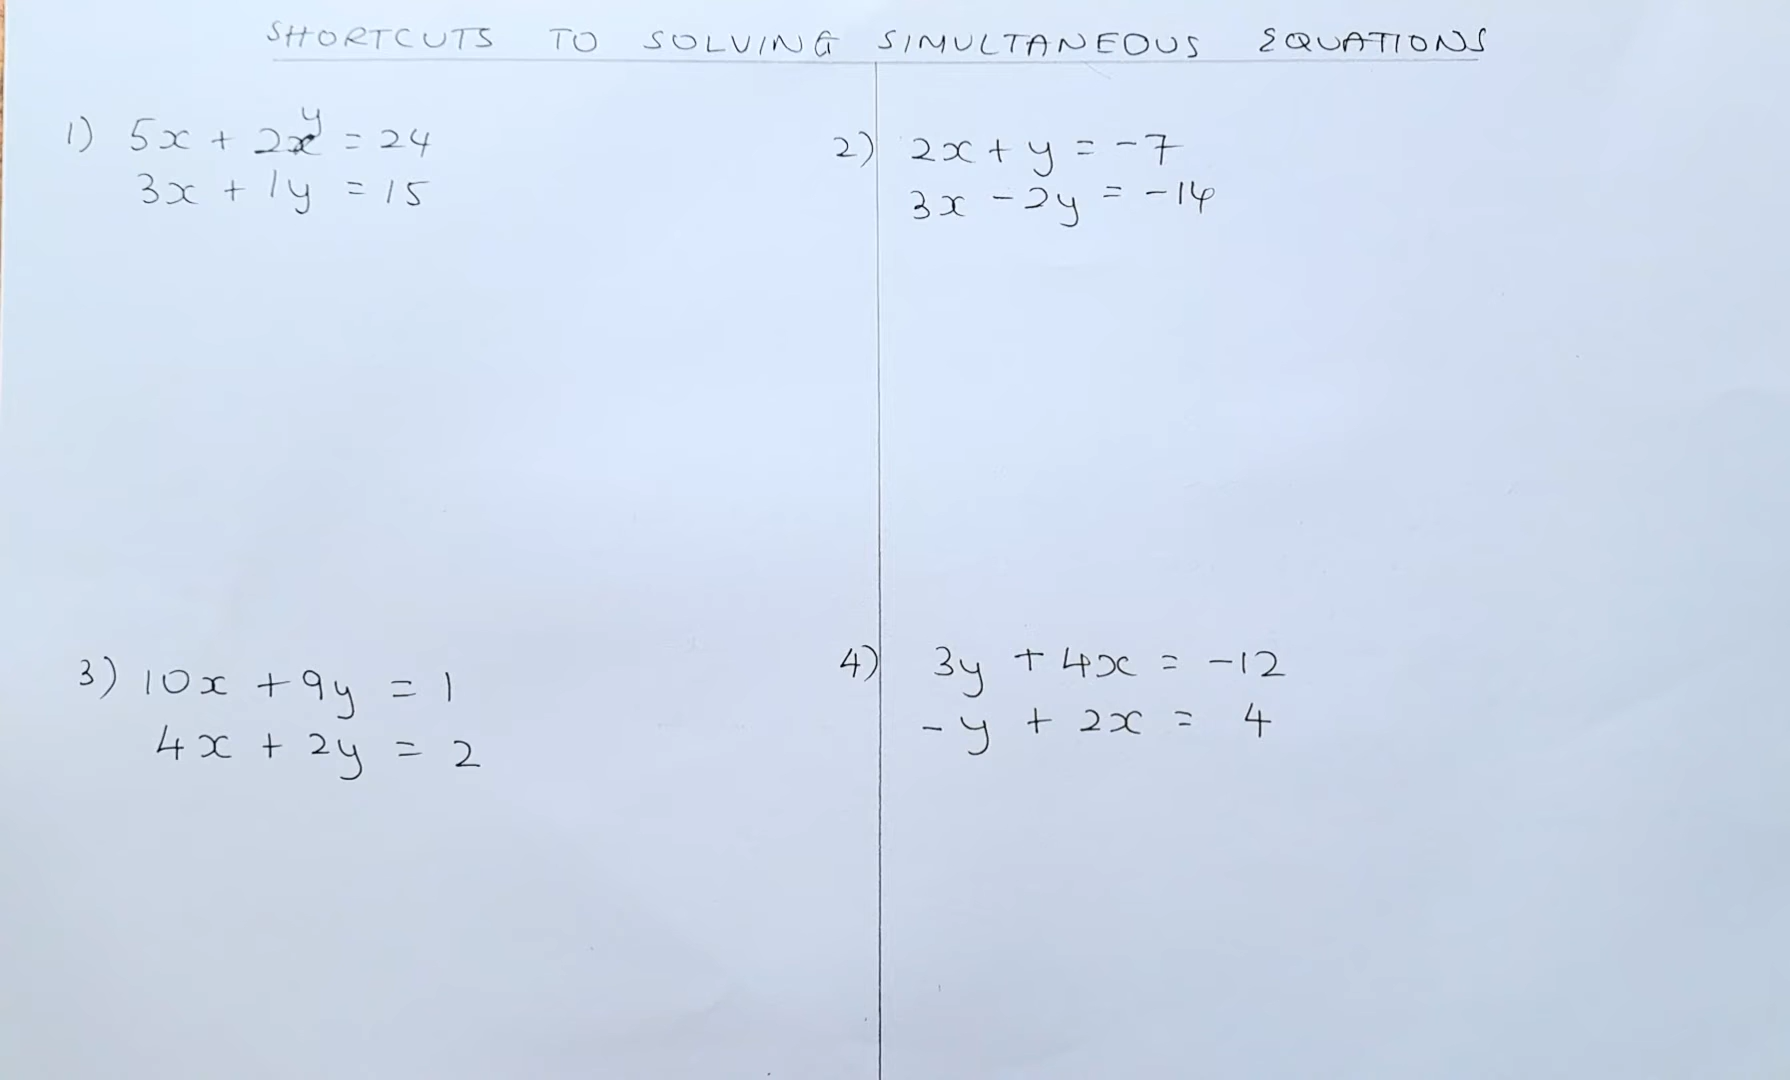 SHORTCUTS TO SOLVING SIMULTANEOUS EQUATIONS
1) 5x + 2y = 24
3x + 1y = 15
2) 2x + y = -7
3x - 2y = -14
3) 10x + 9y = 1
4x + 2y = 2
4) 3y + 4x = -12
-y + 2x = 4